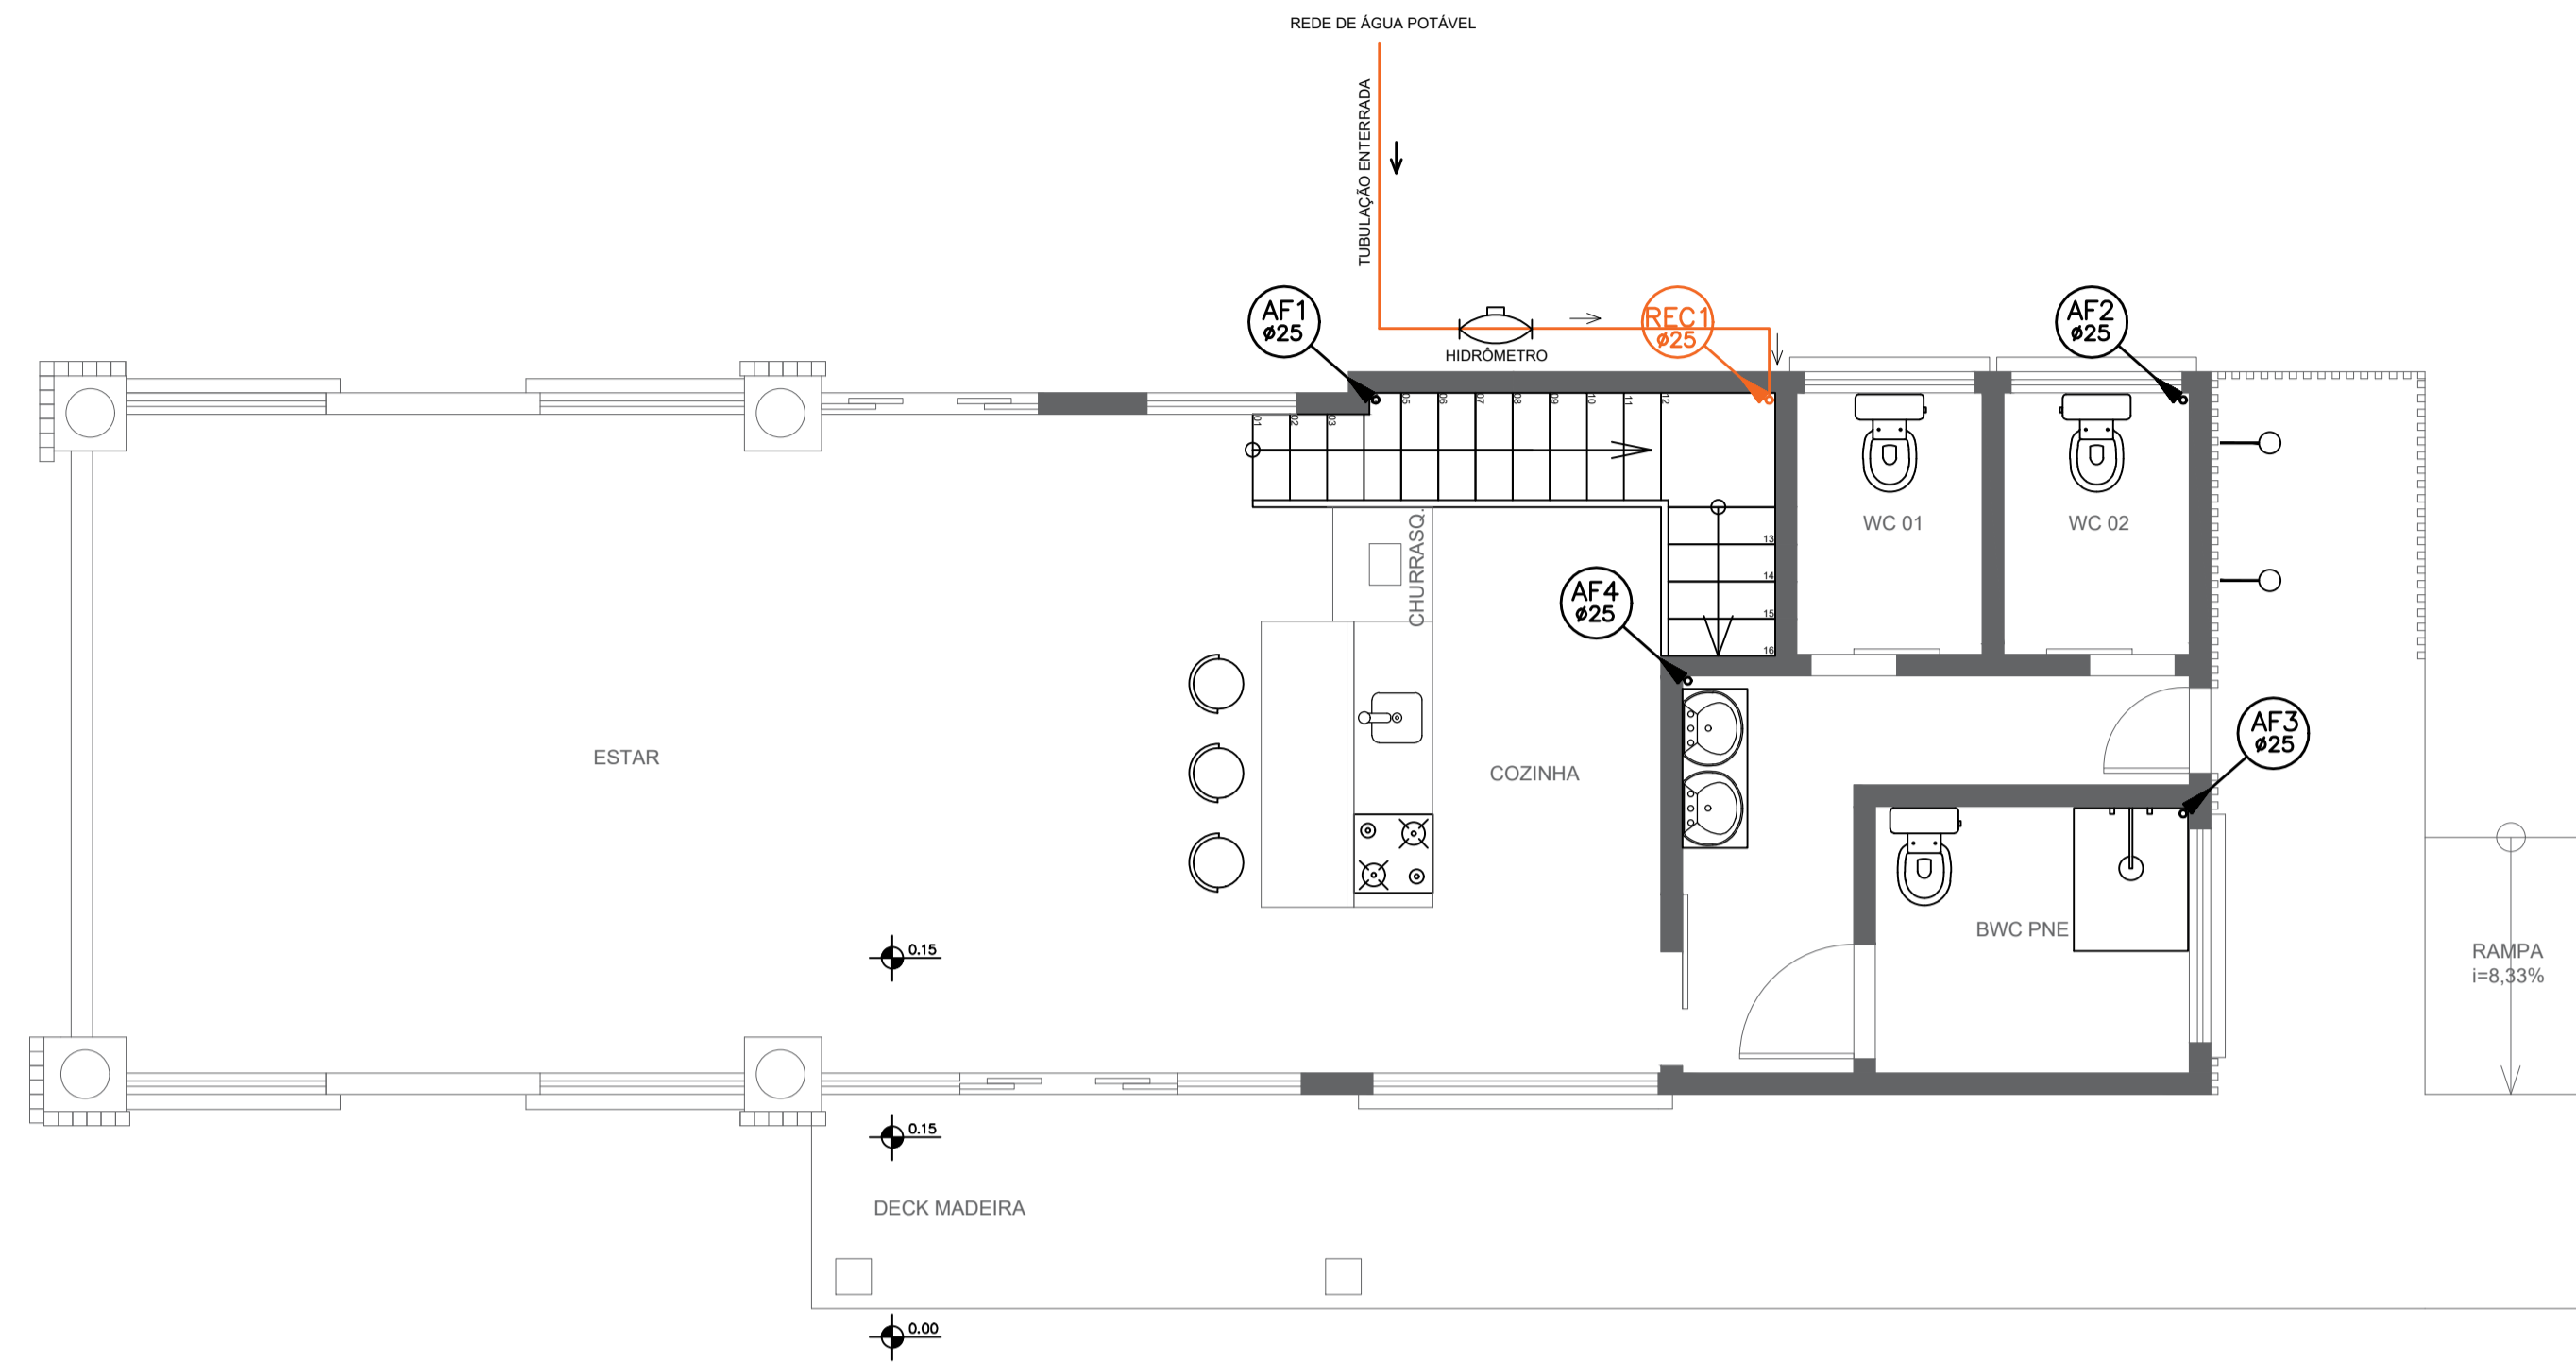 REDE DE ÁGUA POTÁVEL
TUBULAÇÃO ENTERRADA
AF1
ø25
REC1
ø25
AF2
ø25
HIDRÔMETRO
01
02
03
05
06
07
08
09
10
11
12
13
14
15
16
WC 01
WC 02
CHURRASQ.
AF4
ø25
AF3
ø25
ESTAR
COZINHA
BWC PNE
RAMPA
i=8,33%
0.15
0.15
DECK MADEIRA
0.00